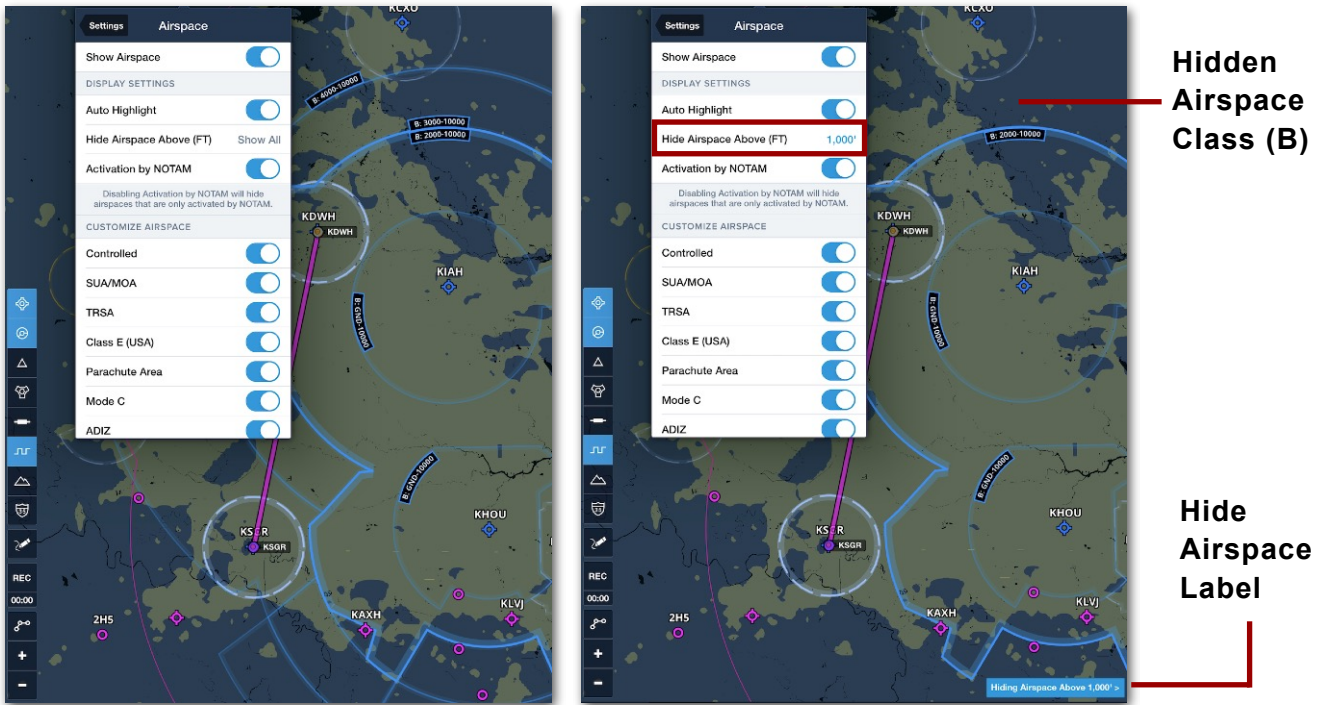 KCXO
Settings
Airspace
Show Airspace
DISPLAY SETTINGS
Auto Highlight
Hide Airspace Above (FT)
Show All
Activation by NOTAM
Disabling Activation by NOTAM will hide
airspaces that are only activated by NOTAM.
CUSTOMIZE AIRSPACE
Controlled
SUA/MOA
TRSA
Class E (USA)
Parachute Area
Mode C
ADIZ
B: 4000-10000
B: 3000-10000
B: 2000-10000
KDWH
KDWH
KIAH
B: GND-10000
B: GND-10000
KHOU
KSGR
KSGR
35
REC
00:00
2H5
KAXH
KLVJ
+
-
KCXO
Settings
Airspace
Show Airspace
DISPLAY SETTINGS
Auto Highlight
Hide Airspace Above (FT)
1,000'
Activation by NOTAM
Disabling Activation by NOTAM will hide
airspaces that are only activated by NOTAM.
CUSTOMIZE AIRSPACE
Controlled
SUA/MOA
TRSA
Class E (USA)
Parachute Area
Mode C
ADIZ
B: 2000-10000
KDWH
KDWH
KIAH
B: GND-10000
B: GND-10000
KHOU
KSGR
KSGR
35
REC
00:00
2H5
KAXH
KLVJ
+
-
Hiding Airspace Above 1,000' >
Hidden
Airspace
Class (B)
Hide
Airspace
Label